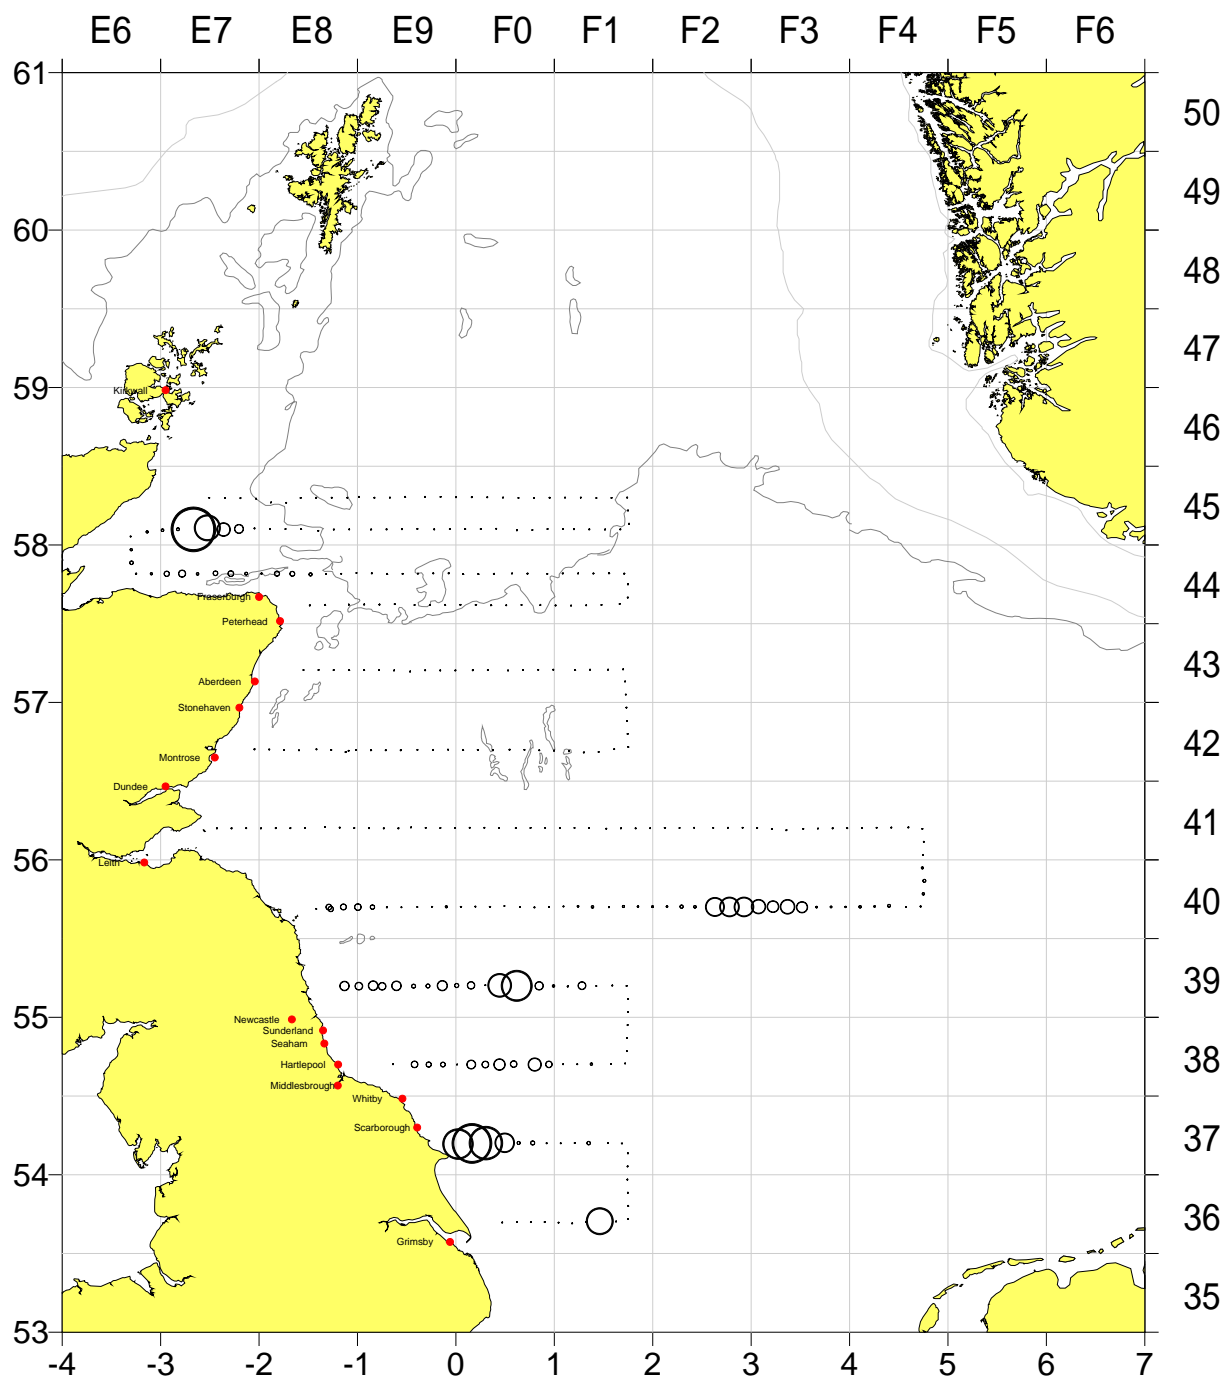 E6 E7 E8 E9 F0 F1 F2 F3 F4 F5 F6
61
50
49
60
48
47
59
Kirkwall
46
45
58
44
Fraserburgh
Peterhead
43
Aberdeen
57
Stonehaven
42
Montrose
Dundee
41
56
Leith
40
39
55
Newcastle
Sunderland
Seaham
38
Hartlepool
Middlesbrough
Whitby
Scarborough
37
54
36
Grimsby
35
53
-4 -3 -2 -1 0 1 2 3 4 5 6 7